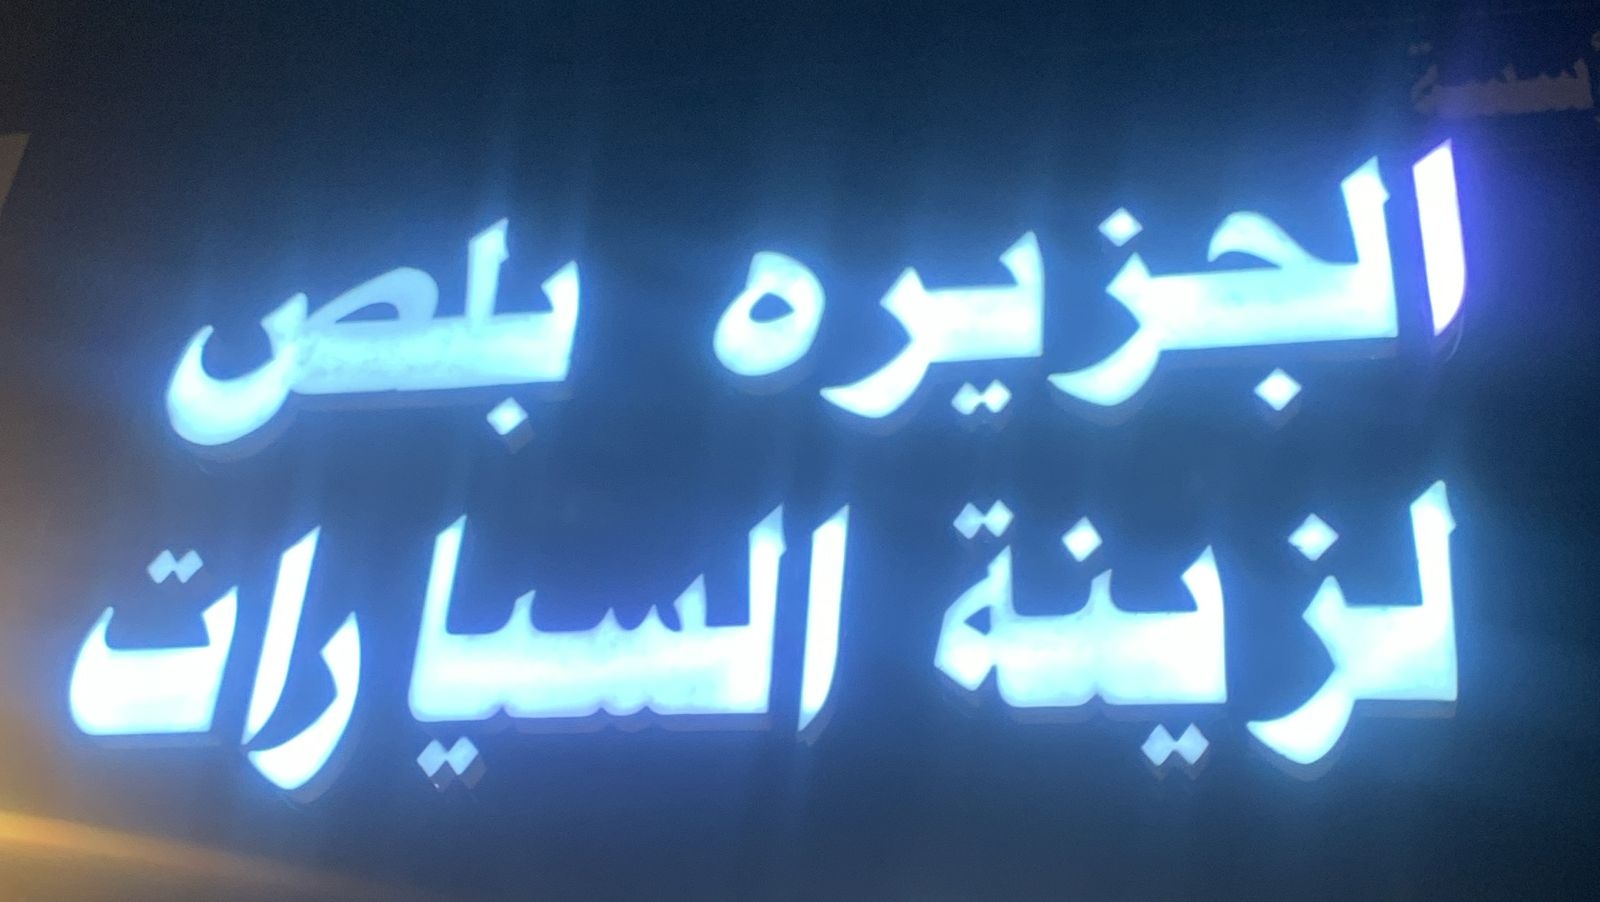 الجزيره بلص
لزينة السيارات